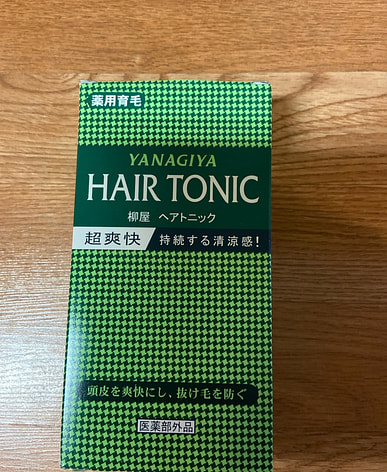 薬用育毛
YANAGIYA
HAIR TONIC
柳屋 ヘアトニック
超爽快 持続する清涼感!
頭皮を爽快にし、抜け毛を防ぐ
医薬部外品